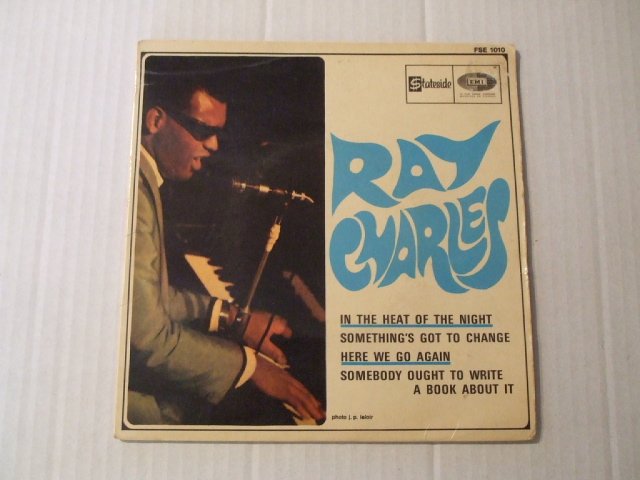 FSE 1010
Stateside
EMI
RAY
CHARLES
IN THE HEAT OF THE NIGHT
SOMETHING'S GOT TO CHANGE
HERE WE GO AGAIN
SOMEBODY OUGHT TO WRITE
A BOOK ABOUT IT
photo j. p. leloir